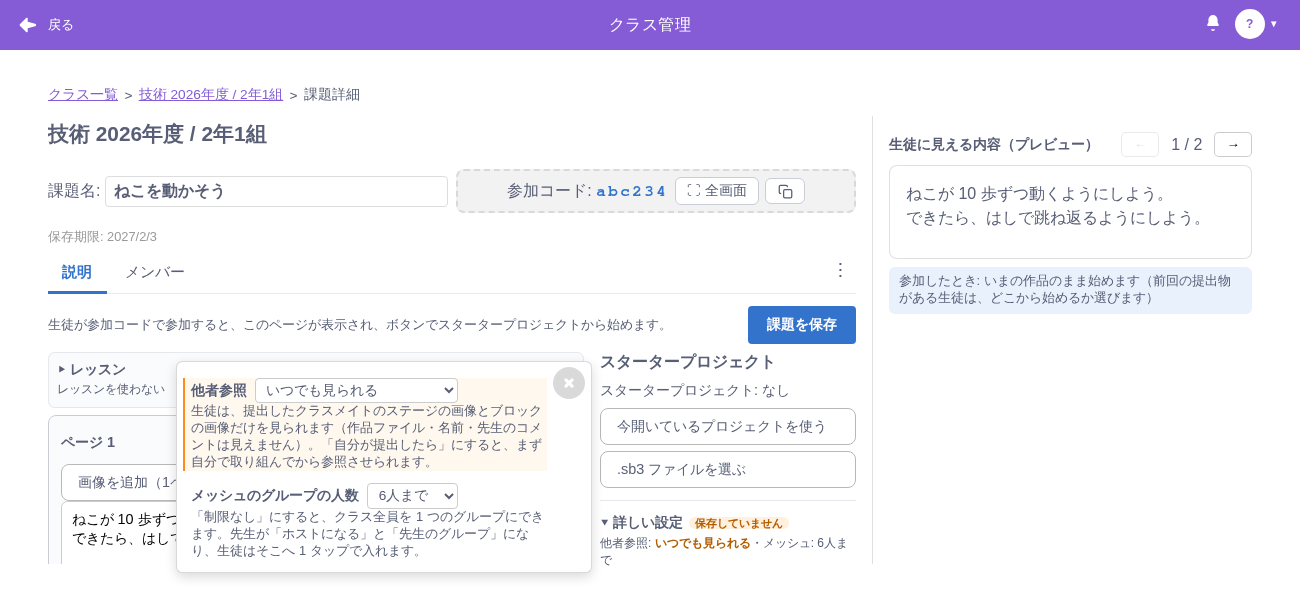 戻る
クラス管理
?
▼
クラス一覧 > 技術 2026年度 / 2年1組 > 課題詳細
技術 2026年度 / 2年1組
課題名: ねこを動かそう
参加コード: abc234 全画面
保存期限: 2027/2/3
説明 メンバー
⋮
生徒が参加コードで参加すると、このページが表示され、ボタンでスタータープロジェクトから始めます。
課題を保存
レッスン
レッスンを使わない
ページ 1
画像を追加（1ペ
ねこが 10 歩ずつ
できたら、はしで
他者参照 いつでも見られる
生徒は、提出したクラスメイトのステージの画像とブロック
の画像だけを見られます（作品ファイル・名前・先生のコメ
ントは見えません）。「自分が提出したら」にすると、まず
自分で取り組んでから参照させられます。
メッシュのグループの人数 6人まで
「制限なし」にすると、クラス全員を 1 つのグループにでき
ます。先生が「ホストになる」と「先生のグループ」にな
り、生徒はそこへ 1 タップで入れます。
スタータープロジェクト
スタータープロジェクト: なし
今開いているプロジェクトを使う
.sb3 ファイルを選ぶ
詳しい設定 保存していません
他者参照: いつでも見られる・メッシュ: 6人ま
で
生徒に見える内容（プレビュー）
← 1 / 2 →
ねこが 10 歩ずつ動くようにしよう。
できたら、はしで跳ね返るようにしよう。
参加したとき: いまの作品のまま始めます（前回の提出物
がある生徒は、どこから始めるか選びます）